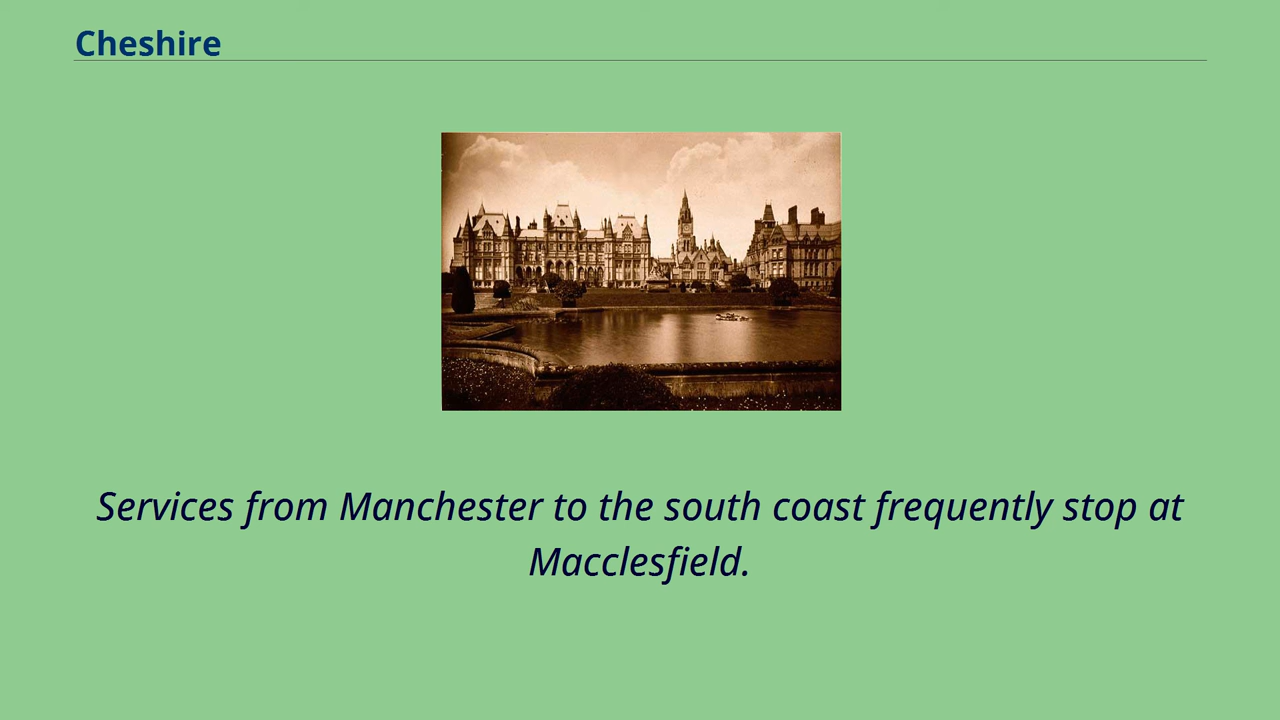 Cheshire
Services from Manchester to the south coast frequently stop at
Macclesfield.